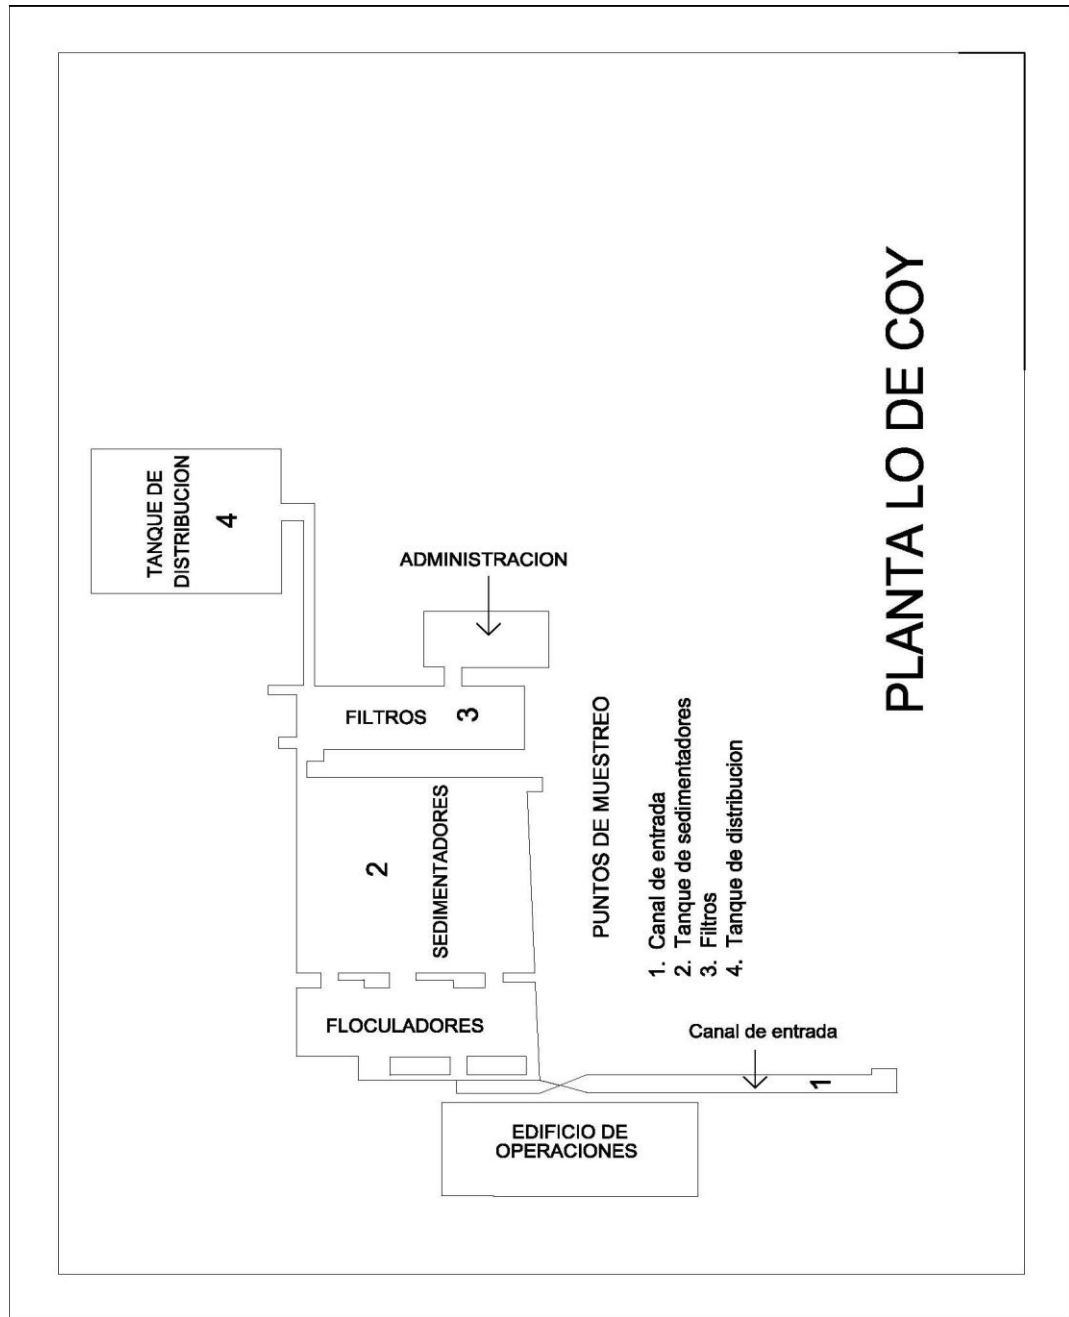 TANQUE DE
DISTRIBUCION
4
ADMINISTRACION
FILTROS
3
2
SEDIMENTADORES
FLOCULADORES
PUNTOS DE MUESTREO
1. Canal de entrada
2. Tanque de sedimentadores
3. Filtros
4. Tanque de distribucion
Canal de entrada
1
EDIFICIO DE
OPERACIONES
PLANTA LO DE COY